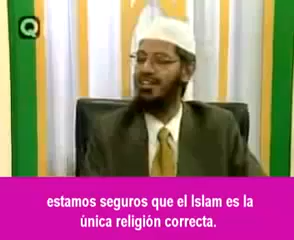 Q
estamos seguros que el Islam es la
única religión correcta.